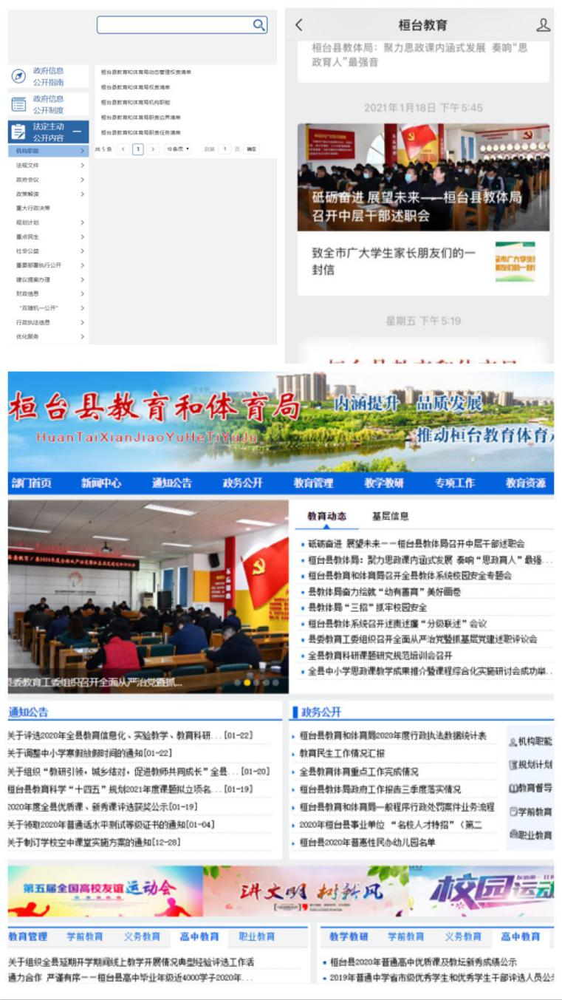 政府信息
公开指南
政府信息
公开制度
法定主动
公开内容
机构职能
法规文件
政府会议
政策解读
重大行政决策
规划计划
重点民生
社会公益
重要部署执行公开
建议提案办理
财政信息
“双随机一公开”
行政执法信息
优化服务
桓台县教育和体育局动态管理权责清单
桓台县教育和体育局权责清单
桓台县教育和体育局机构职能
桓台县教育和体育局职责边界清单
桓台县教育和体育局职责任务清单
共 5 条 1 10条/页 到第 1 页 确定
桓台教育
桓台县教体局：聚力思政课内涵式发展 奏响“思
政育人”最强音
2021年1月18日 下午5:45
砥砺奋进 展望未来——桓台县教体局
召开中层干部述职会
致全市广大学生家长朋友们的一
封信
星期五 下午5:19
桓台县教育和体育局
HuanTaiXianJiaoYuHeTiYuJu
内涵提升 品质发展
推动桓台教育体育
部门首页 新闻中心 通知公告 政务公开 教育管理 教学教研 专项工作 教育资源
县委教育工委组织召开全面从严治党暨抓...
教育动态 基层信息
砥砺奋进 展望未来——桓台县教体局召开中层干部述职会
桓台县教体局：聚力思政课内涵式发展 奏响“思政育人”最强...
桓台县教育和体育局召开全县教体系统校园安全专题会
县教体局奋力绘就“幼有善育”美好画卷
县教体局“三招”抓牢校园安全
桓台县教体系统召开述责述廉“分级联述”会议
县委教育工委组织召开全面从严治党暨抓基层党建述职评议会
全县教育科研课题研究规范培训会召开
全县中小学思政课教学成果推介暨课程综合化实施研讨会成功举...
通知公告
关于评选2020年全县教育信息化、实验教学、教育科研...[01-22]
关于调整中小学寒假放假时间的通知[01-22]
关于组织“教研引领，城乡结对，促进教师共同成长”全县...[01-20]
桓台县教育科学“十四五”规划2021年度课题拟立项名...[01-19]
2020年度全县优质课、新秀课评选获奖公示[01-19]
关于领取2020年普通话水平测试等级证书的通知[01-04]
关于制订学校空中课堂实施方案的通知[12-28]
政务公开
桓台县教育和体育局2020年度行政执法数据统计表
教育民生工作情况汇报
全县教育体育重点工作完成情况
桓台县教体局政府工作报告三季度落实情况
桓台县教育和体育局一般程序行政处罚案件业务流程
2020年桓台县事业单位 “名校人才特招”（第二
桓台县2020年普惠性民办幼儿园名单
机构职能
规划计划
教育督导
学前教育
职业教育
第五届全国高校友谊运动会
讲文明 树新风
校园运动
教育管理 学前教育 义务教育 高中教育 职业教育
关于组织全县延期开学期间线上教学开展情况典型经验评选工作活
通力合作 严谨有序——桓台县高中毕业年级近4000学子2020年...
教学教研 学前教育 义务教育 高中教育
桓台县2020年普通高中优质课及教坛新秀成绩公示
2019年普通中学省市级优秀学生和优秀学生干部评选人员公示